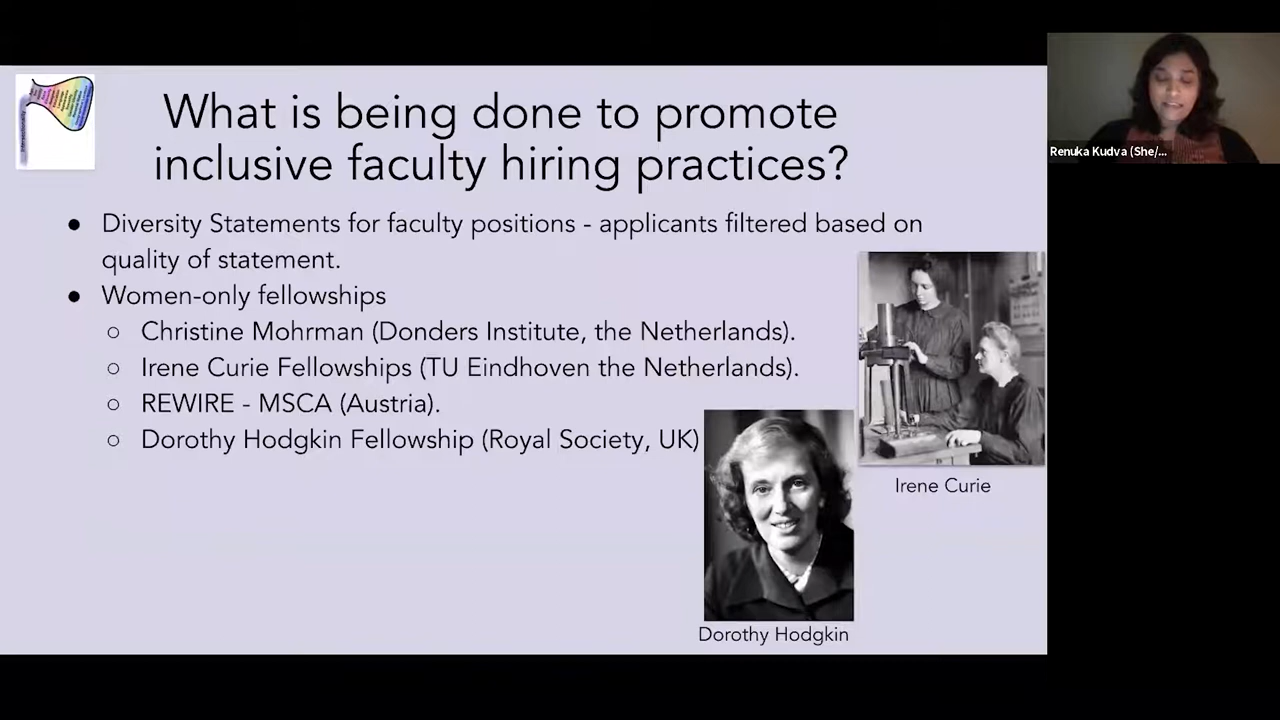 What is being done to promote
inclusive faculty hiring practices?
● Diversity Statements for faculty positions - applicants filtered based on
quality of statement.
● Women-only fellowships
○ Christine Mohrman (Donders Institute, the Netherlands).
○ Irene Curie Fellowships (TU Eindhoven the Netherlands).
○ REWIRE - MSCA (Austria).
○ Dorothy Hodgkin Fellowship (Royal Society, UK)
Irene Curie
Dorothy Hodgkin
Renuka Kudva (She/...
Intersectionality